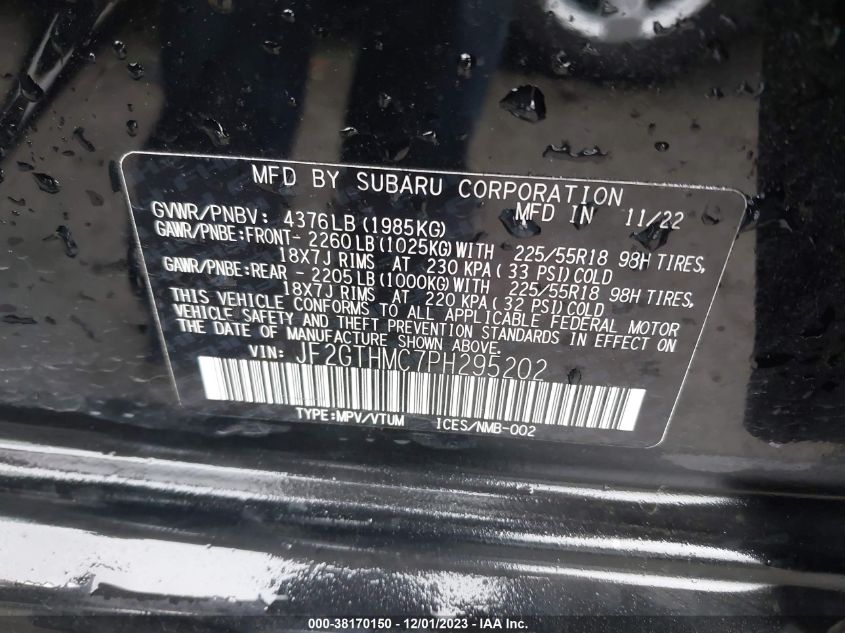 MFD BY SUBARU CORPORATION
GVWR/PNBV: 4376LB(1985KG) MFD IN 11/22
GAWR/PNBE:FRONT- 2260LB(1025KG)WITH 225/55R18 98H TIRES,
18X7J RIMS AT 230 KPA(33 PSI)COLD
GAWR/PNBE:REAR - 2205LB(1000KG)WITH 225/55R18 98H TIRES,
18X7J RIMS AT 220 KPA(32 PSI)COLD
THIS VEHICLE CONFORMS TO ALL APPLICABLE FEDERAL MOTOR
VEHICLE SAFETY AND THEFT PREVENTION STANDARDS IN EFFECT ON
THE DATE OF MANUFACTURE SHOWN ABOVE.
VIN: JF2GTHMC7PH295202
TYPE:MPV/VTUM ICES/NMB-002
000-38170150 - 12/01/2023 - IAA Inc.